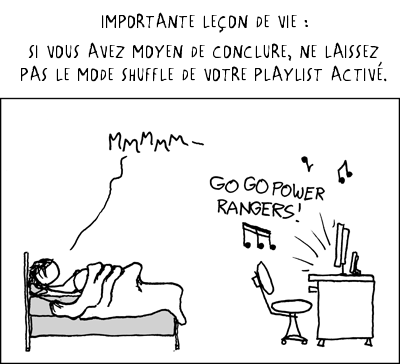 IMPORTANTE LEÇON DE VIE :
SI VOUS AVEZ MOYEN DE CONCLURE, NE LAISSEZ
PAS LE MODE SHUFFLE DE VOTRE PLAYLIST ACTIVÉ.
MMMMM-
GO GO POWER
RANGERS!